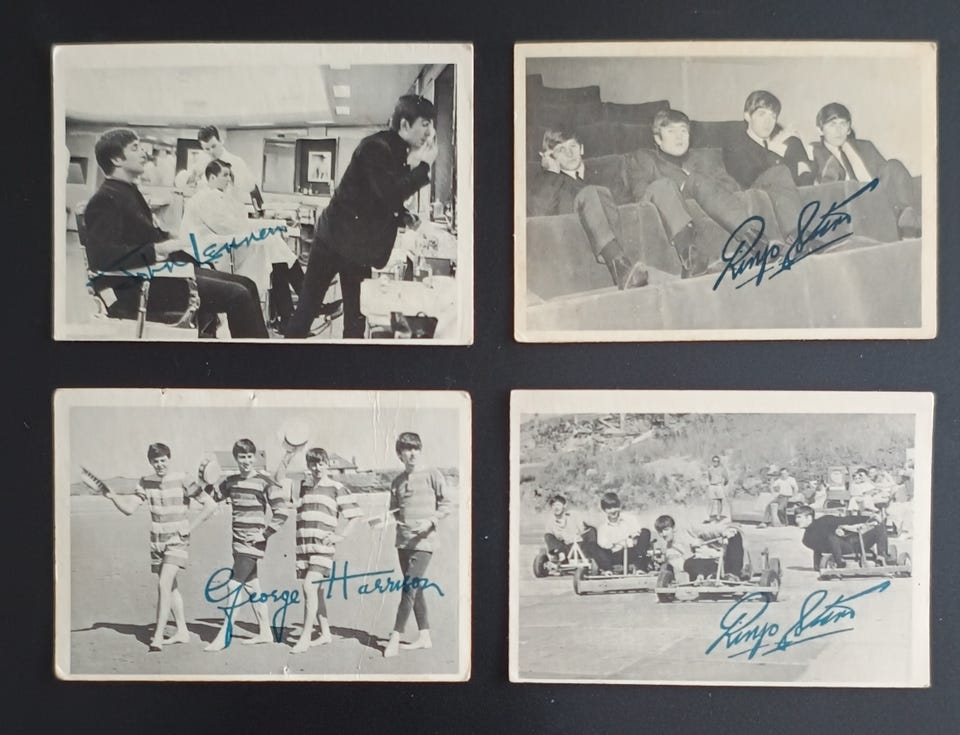 John Lennon
Ringo Starr
George Harrison
Ringo Starr